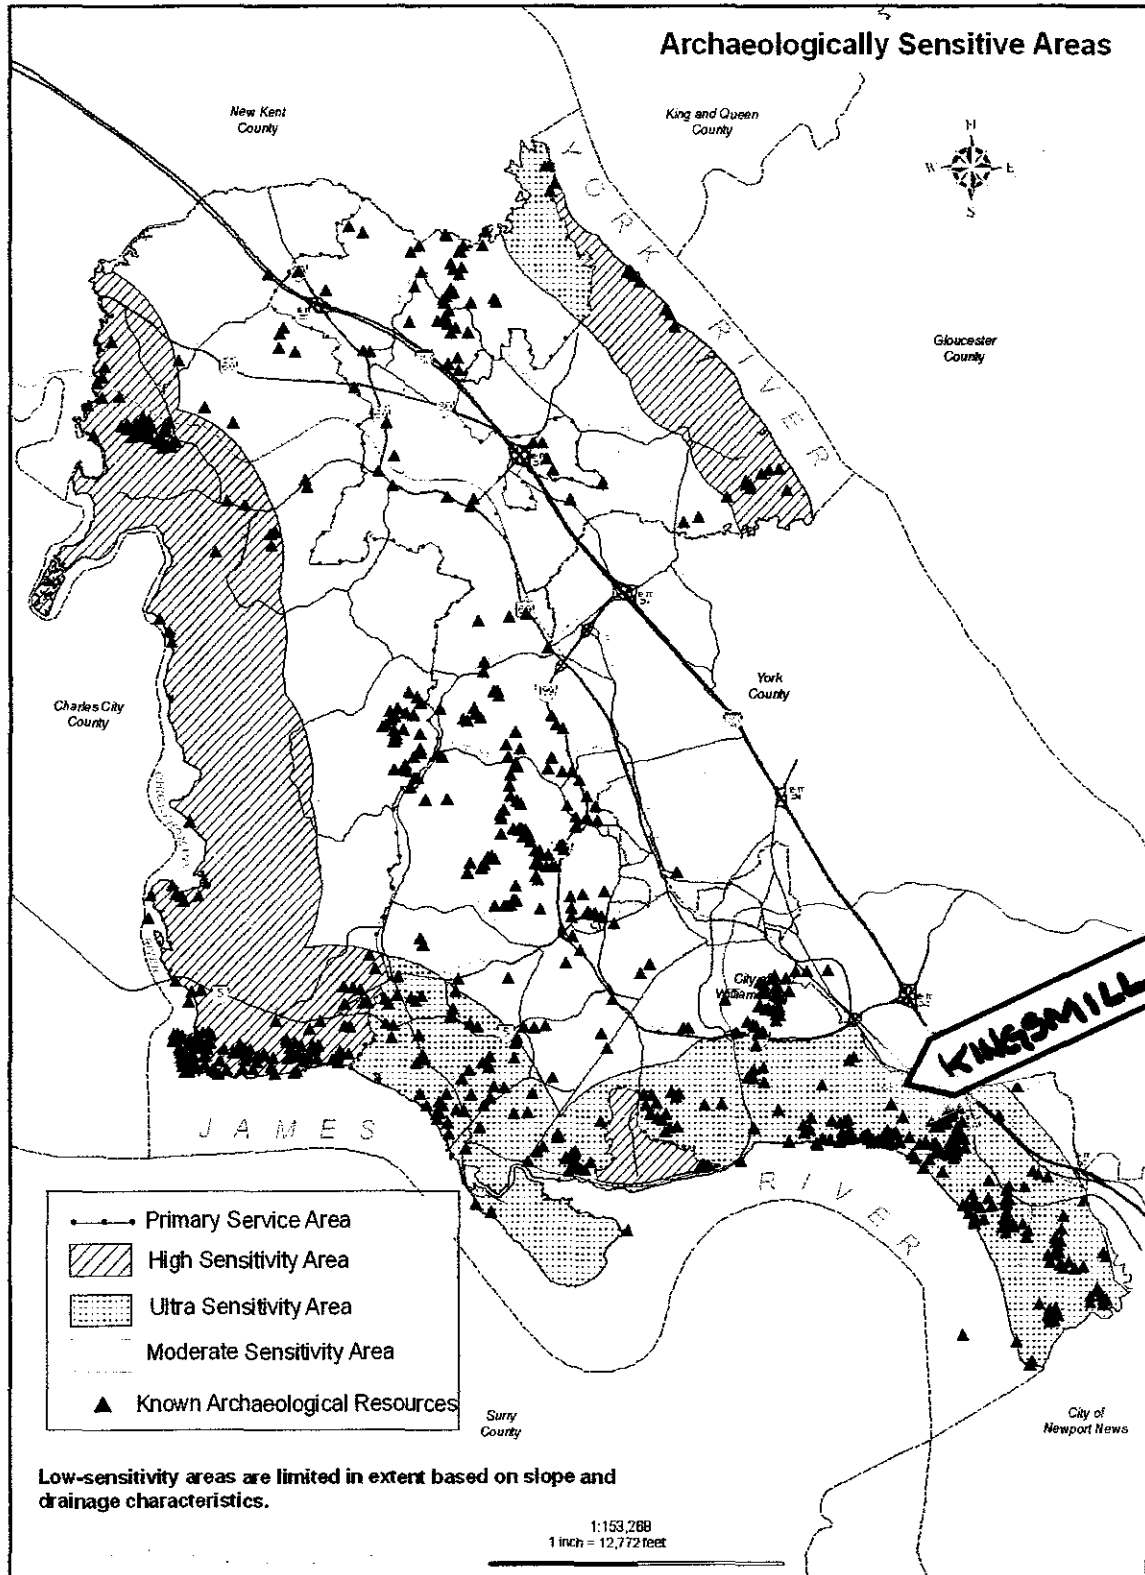 Archaeologically Sensitive Areas
New Kent
County
King and Queen
County
N
W
E
S
YORK RIVER
Gloucester
County
York
County
Charles City
County
City of
KINGSMILL
JAMES
RIVER
Primary Service Area
High Sensitivity Area
Ultra Sensitivity Area
Moderate Sensitivity Area
Known Archaeological Resources
Surry
County
City of
Newport News
Low-sensitivity areas are limited in extent based on slope and
drainage characteristics.
1:153,268
1 inch = 12,772 feet